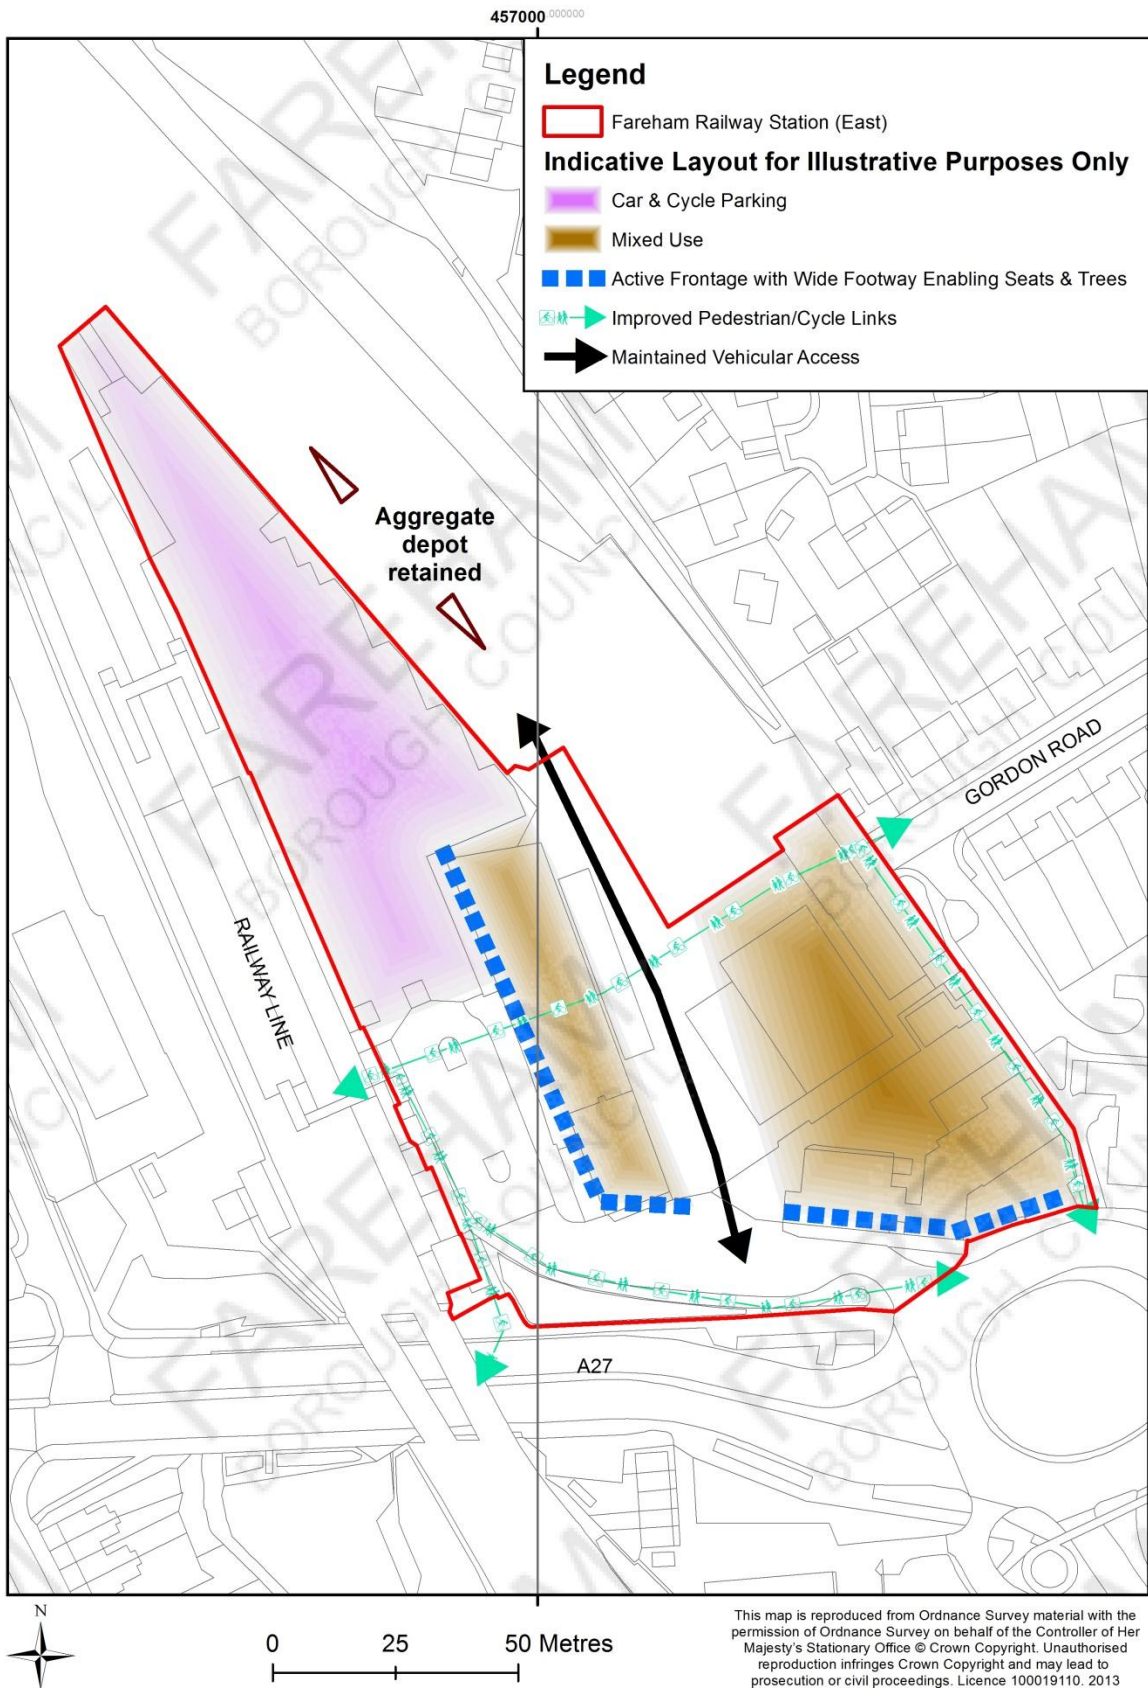 457000.000000
Legend
Fareham Railway Station (East)
Indicative Layout for Illustrative Purposes Only
Car & Cycle Parking
Mixed Use
Active Frontage with Wide Footway Enabling Seats & Trees
Improved Pedestrian/Cycle Links
Maintained Vehicular Access
Aggregate
depot
retained
GORDON ROAD
RAILWAY LINE
A27
FAREHAM
BOROUGH COUNCIL
N
0 25 50 Metres
This map is reproduced from Ordnance Survey material with the
permission of Ordnance Survey on behalf of the Controller of Her
Majesty's Stationary Office © Crown Copyright. Unauthorised
reproduction infringes Crown Copyright and may lead to
prosecution or civil proceedings. Licence 100019110. 2013